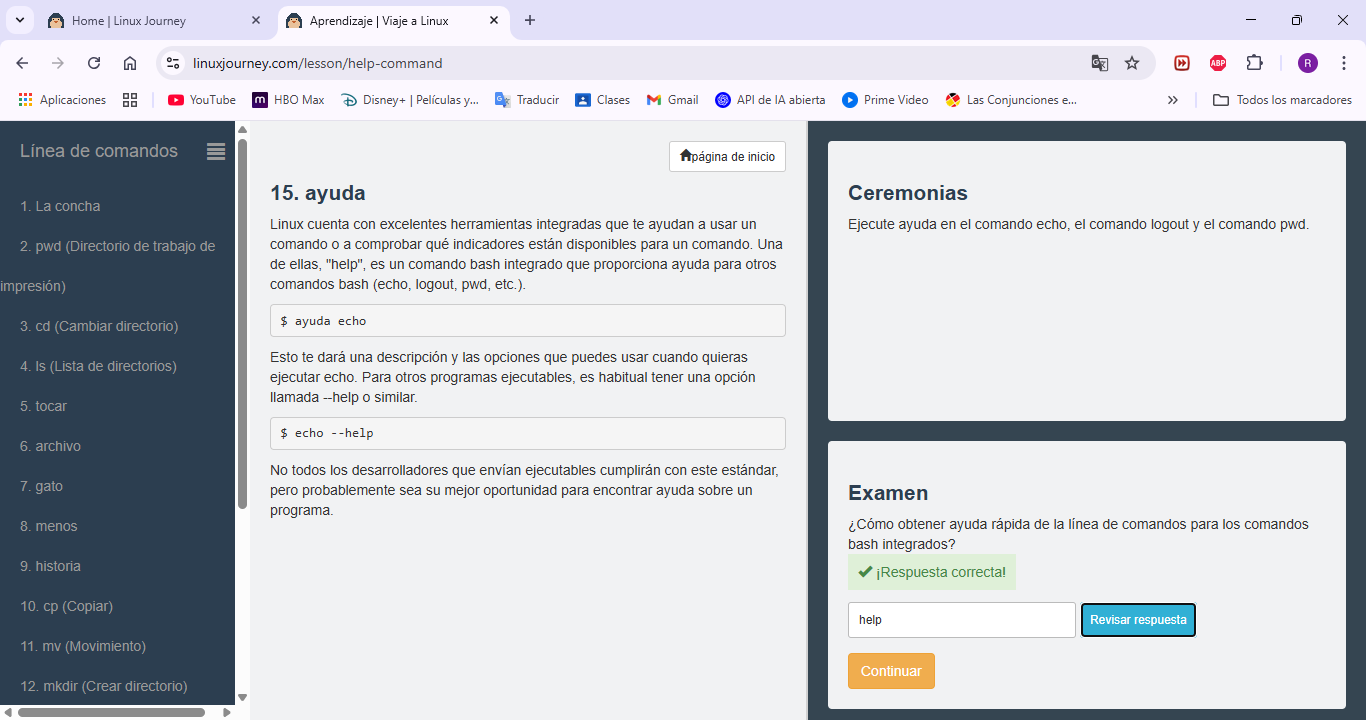 Home | Linux Journey
Aprendizaje | Viaje a Linux
linuxjourney.com/lesson/help-command
ABP
R
Aplicaciones
YouTube
HBO Max
Disney+ | Películas y...
Traducir
Clases
Gmail
API de IA abierta
Prime Video
Las Conjunciones e...
Todos los marcadores
Línea de comandos
1. La concha
2. pwd (Directorio de trabajo de
impresión)
3. cd (Cambiar directorio)
4. ls (Lista de directorios)
5. tocar
6. archivo
7. gato
8. menos
9. historia
10. cp (Copiar)
11. mv (Movimiento)
12. mkdir (Crear directorio)
página de inicio
15. ayuda
Linux cuenta con excelentes herramientas integradas que te ayudan a usar un
comando o a comprobar qué indicadores están disponibles para un comando. Una
de ellas, "help", es un comando bash integrado que proporciona ayuda para otros
comandos bash (echo, logout, pwd, etc.).
$ ayuda echo
Esto te dará una descripción y las opciones que puedes usar cuando quieras
ejecutar echo. Para otros programas ejecutables, es habitual tener una opción
llamada --help o similar.
$ echo --help
No todos los desarrolladores que envían ejecutables cumplirán con este estándar,
pero probablemente sea su mejor oportunidad para encontrar ayuda sobre un
programa.
Ceremonias
Ejecute ayuda en el comando echo, el comando logout y el comando pwd.
Examen
¿Cómo obtener ayuda rápida de la línea de comandos para los comandos
bash integrados?
¡Respuesta correcta!
help
Revisar respuesta
Continuar